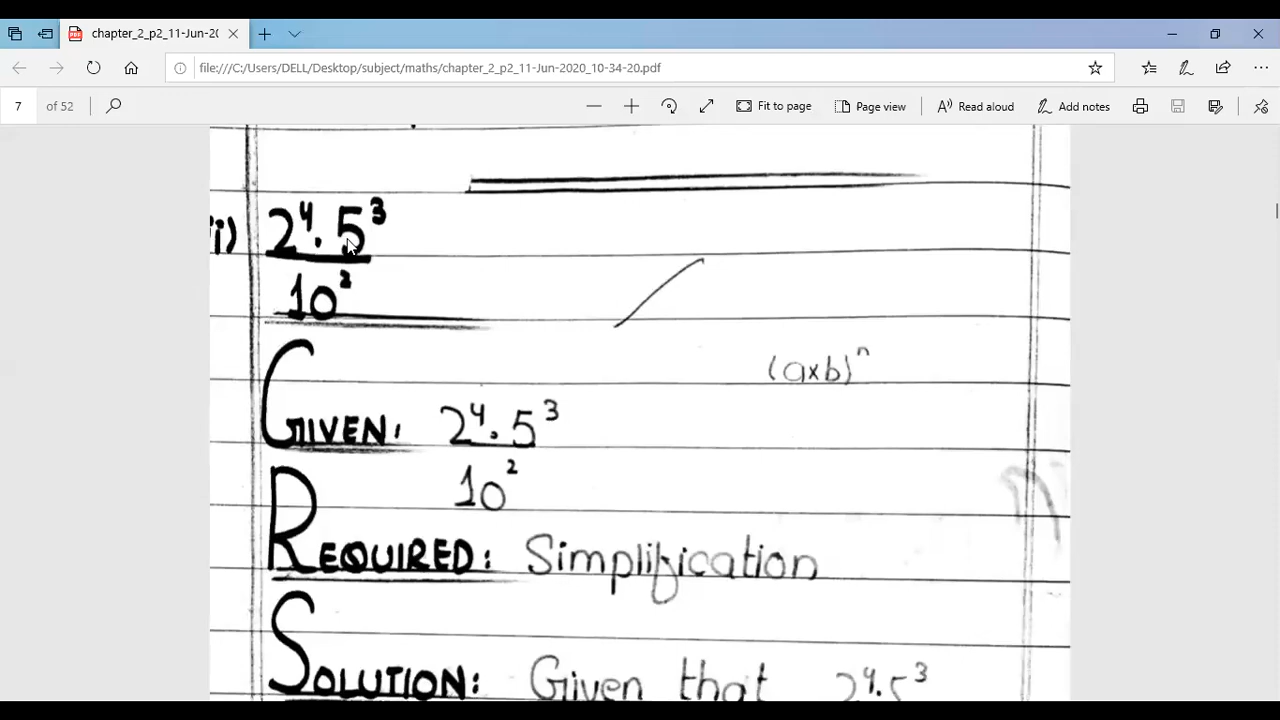 chapter_2_p2_11-Jun-20
file:///C:/Users/DELL/Desktop/subject/maths/chapter_2_p2_11-Jun-2020_10-34-20.pdf
7 of 52 Fit to page Page view Read aloud Add notes
i) 2⁴·5³
10²
(a×b)ⁿ
GIVEN: 2⁴·5³
10²
REQUIRED: Simplification
SOLUTION: Given that 2⁴·5³